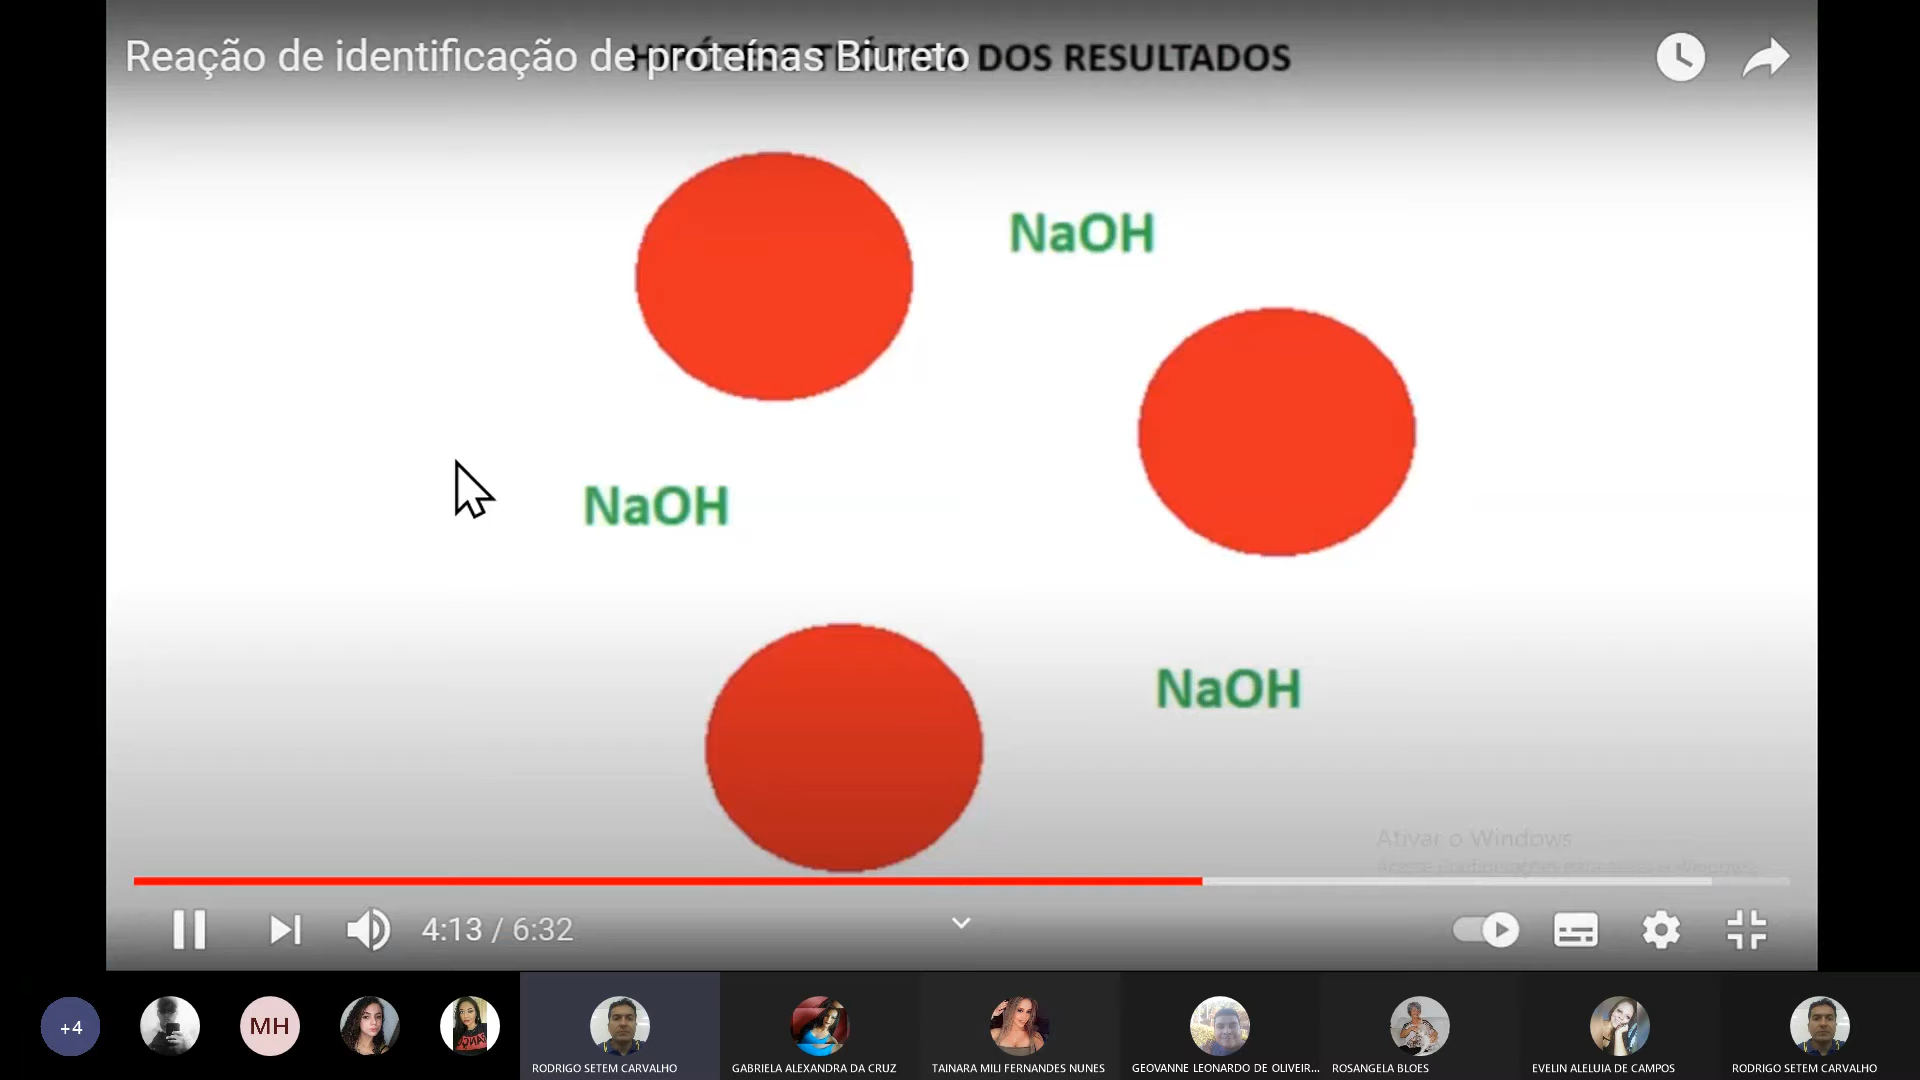 Reação de identificação de proteínas Biureto
DOS RESULTADOS
NaOH
NaOH
NaOH
Ativar o Windows
4:13 / 6:32
+4
MH
RODRIGO SETEM CARVALHO
GABRIELA ALEXANDRA DA CRUZ
TAINARA MILI FERNANDES NUNES
GEOVANNE LEONARDO DE OLIVEIR...
ROSANGELA BLOES
EVELIN ALELUIA DE CAMPOS
RODRIGO SETEM CARVALHO